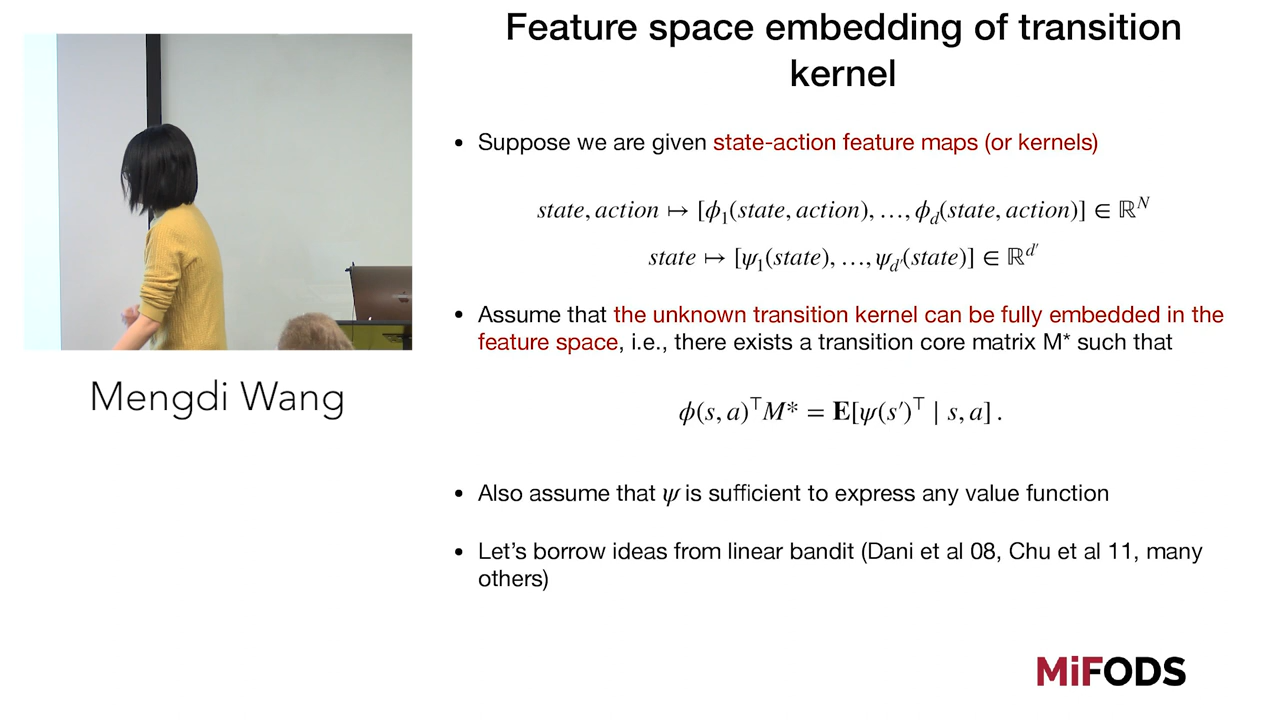 Feature space embedding of transition
kernel
• Suppose we are given state-action feature maps (or kernels)
state, action ↦ [ϕ₁(state, action), …, ϕ_d(state, action)] ∈ ℝ^N
state ↦ [ψ₁(state), …, ψ_d′(state)] ∈ ℝ^d′
• Assume that the unknown transition kernel can be fully embedded in the
feature space, i.e., there exists a transition core matrix M* such that
ϕ(s, a)^⊤ M* = E[ψ(s′)^⊤ | s, a] .
• Also assume that ψ is sufficient to express any value function
• Let's borrow ideas from linear bandit (Dani et al 08, Chu et al 11, many
others)
Mengdi Wang
MiFODS